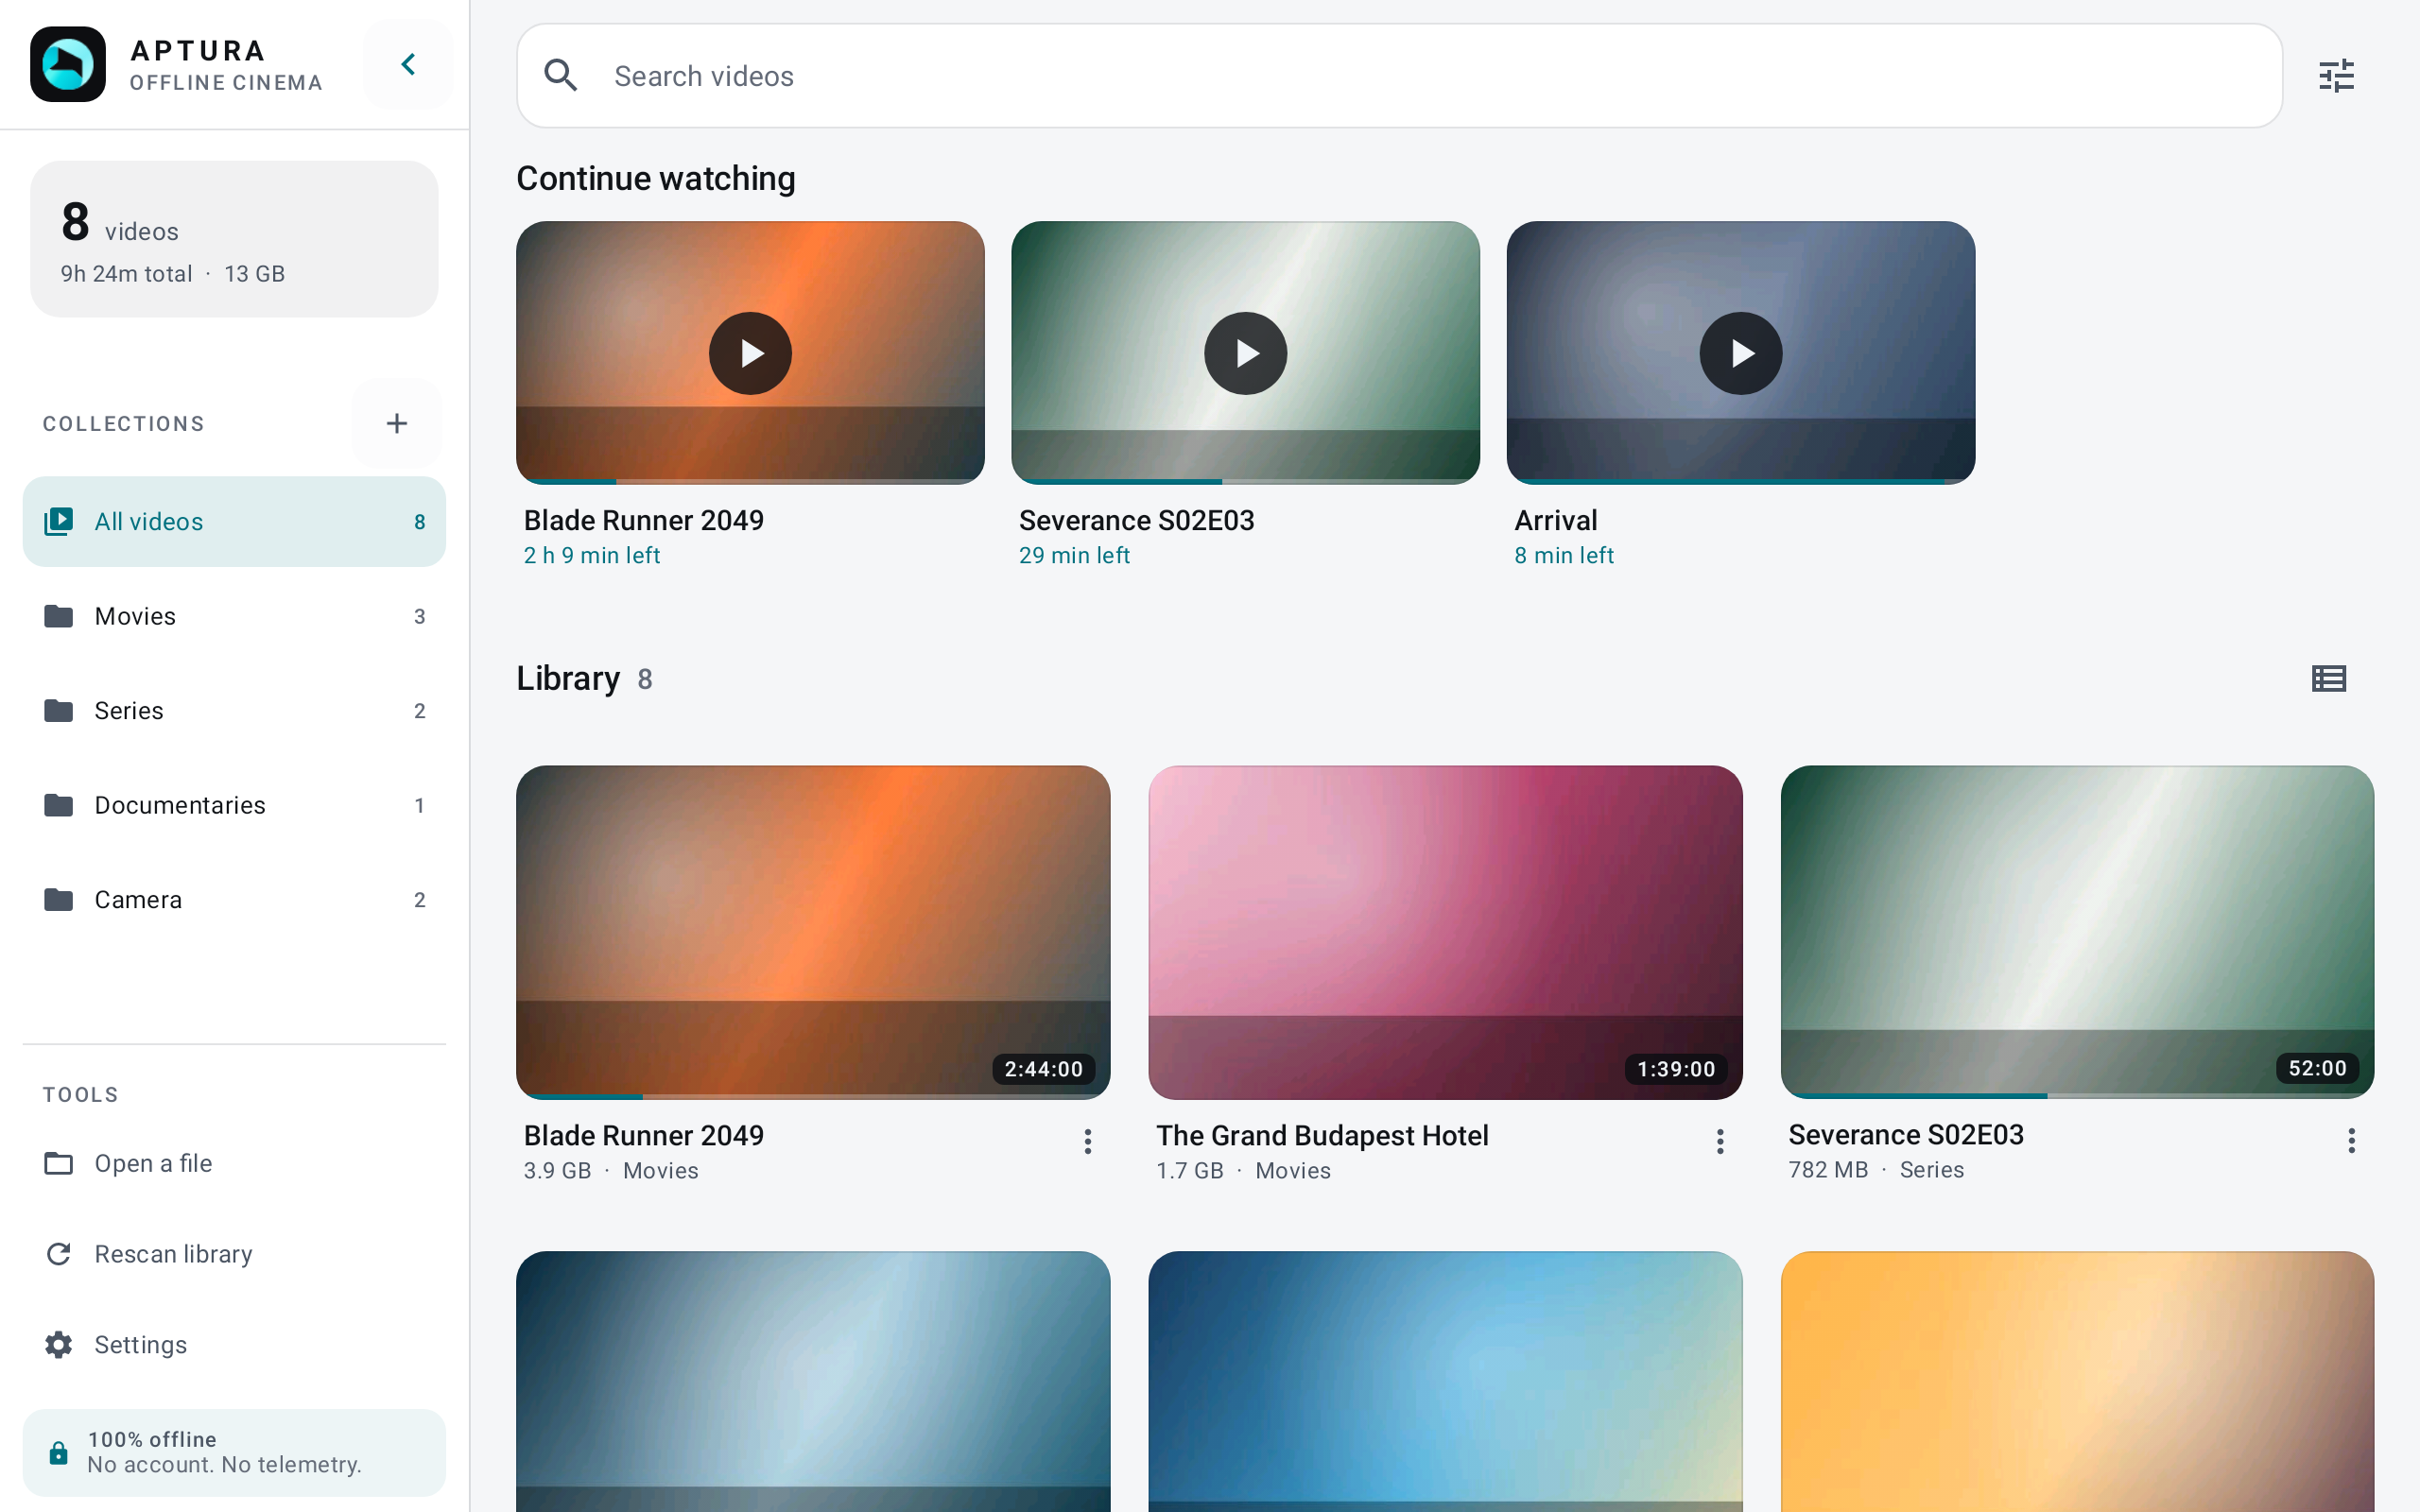 APTURA
OFFLINE CINEMA
8 videos
9h 24m total · 13 GB
COLLECTIONS
All videos 8
Movies 3
Series 2
Documentaries 1
Camera 2
TOOLS
Open a file
Rescan library
Settings
100% offline
No account. No telemetry.
Search videos
Continue watching
Blade Runner 2049
2 h 9 min left
Severance S02E03
29 min left
Arrival
8 min left
Library 8
2:44:00
Blade Runner 2049
3.9 GB · Movies
1:39:00
The Grand Budapest Hotel
1.7 GB · Movies
52:00
Severance S02E03
782 MB · Series